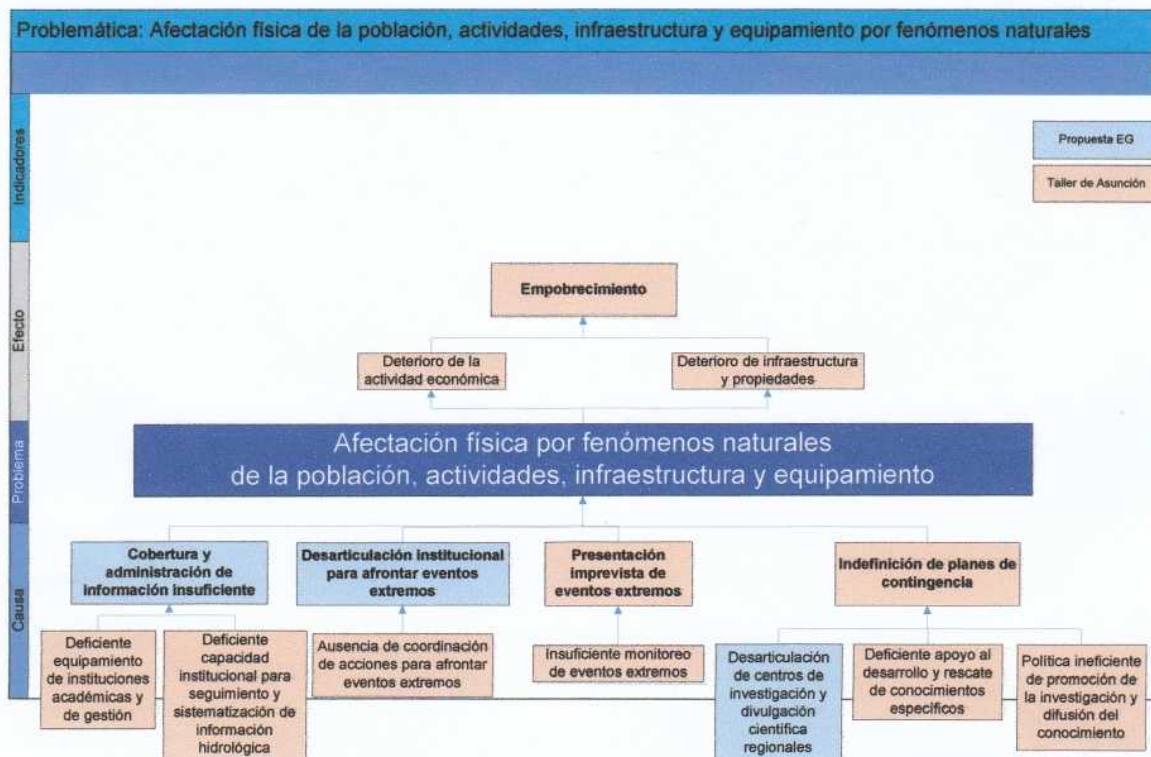 Problemática: Afectación física de la población, actividades, infraestructura y equipamiento por fenómenos naturales
Indicadores
Propuesta EG
Taller de Asunción
Efecto
Empobrecimiento
Deterioro de la
actividad económica
Deterioro de infraestructura
y propiedades
Problema
Afectación física por fenómenos naturales
de la población, actividades, infraestructura y equipamiento
Causa
Cobertura y
administración de
información insuficiente
Desarticulación institucional
para afrontar eventos
extremos
Presentación
imprevista de
eventos extremos
Indefinición de planes de
contingencia
Deficiente
equipamiento
de instituciones
académicas y
de gestión
Deficiente
capacidad
institucional para
seguimiento y
sistematización de
información
hidrológica
Ausencia de coordinación
de acciones para afrontar
eventos extremos
Insuficiente monitoreo
de eventos extremos
Desarticulación
de centros de
investigación y
divulgación
científica
regionales
Deficiente apoyo al
desarrollo y rescate
de conocimientos
específicos
Política ineficiente
de promoción de
la investigación y
difusión del
conocimiento